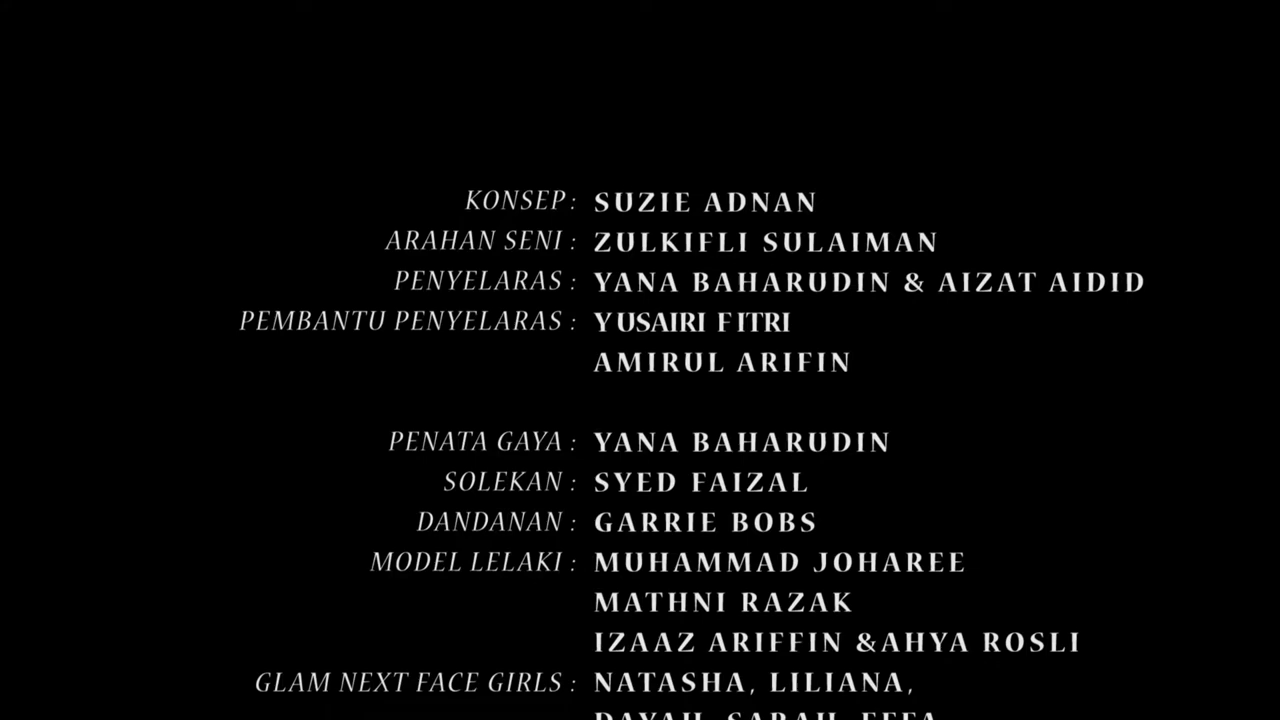 KONSEP : SUZIE ADNAN
ARAHAN SENI : ZULKIFLI SULAIMAN
PENYELARAS : YANA BAHARUDIN & AIZAT AIDID
PEMBANTU PENYELARAS : YUSAIRI FITRI
AMIRUL ARIFIN
PENATA GAYA : YANA BAHARUDIN
SOLEKAN : SYED FAIZAL
DANDANAN : GARRIE BOBS
MODEL LELAKI : MUHAMMAD JOHAREE
MATHNI RAZAK
IZAAZ ARIFFIN &AHYA ROSLI
GLAM NEXT FACE GIRLS : NATASHA, LILIANA,